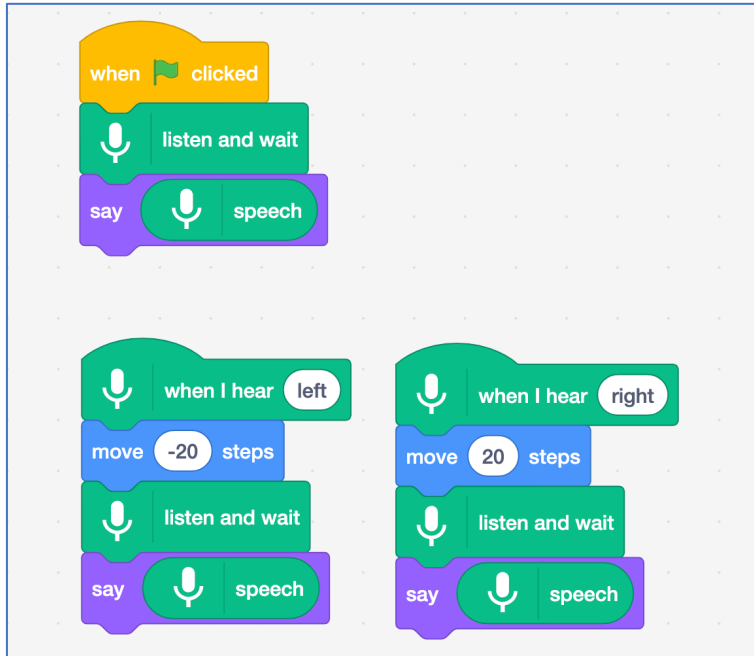 when clicked
listen and wait
say speech
when I hear left
move -20 steps
listen and wait
say speech
when I hear right
move 20 steps
listen and wait
say speech